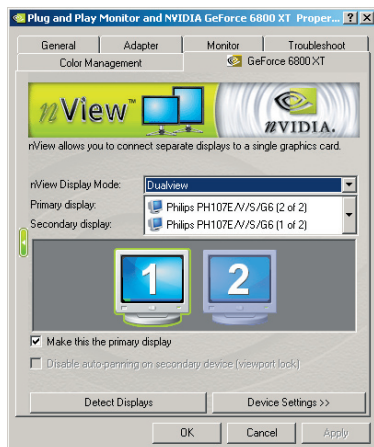 Plug and Play Monitor and NVIDIA GeForce 6800 XT Proper...
General Adapter Monitor Troubleshoot
Color Management GeForce 6800 XT
nView™ nVIDIA.
nView allows you to connect separate displays to a single graphics card.
nView Display Mode: Dualview
Primary display: Philips PH107E/V/S/G6 (2 of 2)
Secondary display: Philips PH107E/V/S/G6 (1 of 2)
1 2
Make this the primary display
Disable auto-panning on secondary device (viewport lock)
Detect Displays Device Settings >>
OK Cancel Apply